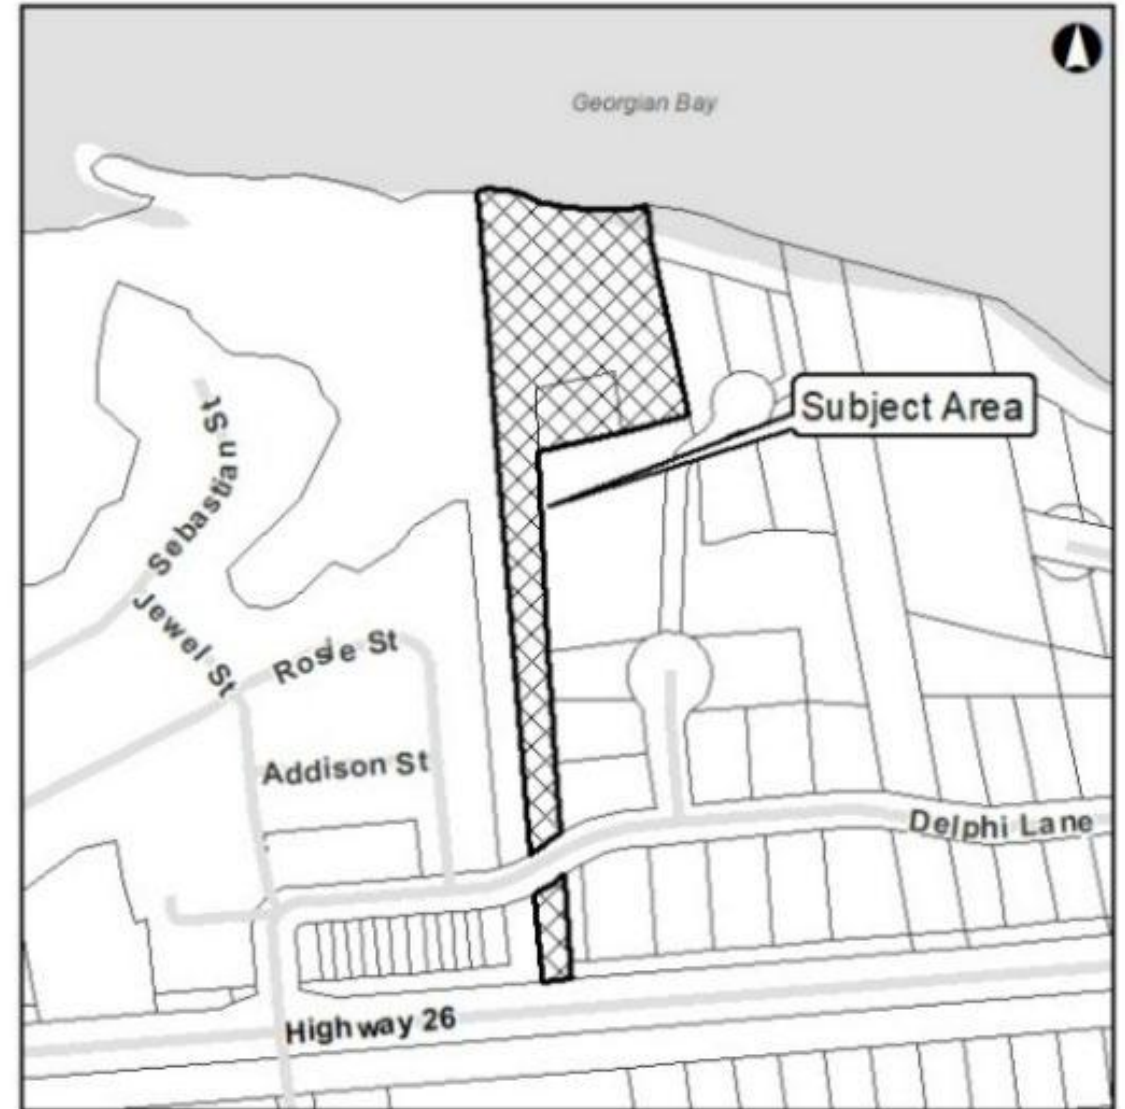 Georgian Bay
Subject Area
Sebastian St
Jewel St
Rosie St
Addison St
Delphi Lane
Highway 26